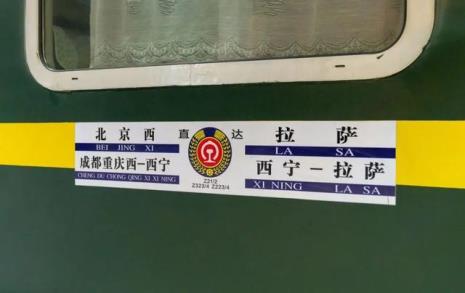 北京西 直 达 拉萨
BEI JING XI LA SA
成都重庆西-西宁 西宁-拉萨
CHENG DU CHONG QING XI XI NING XI NING LA SA
Z21/2
Z323/4 Z223/4